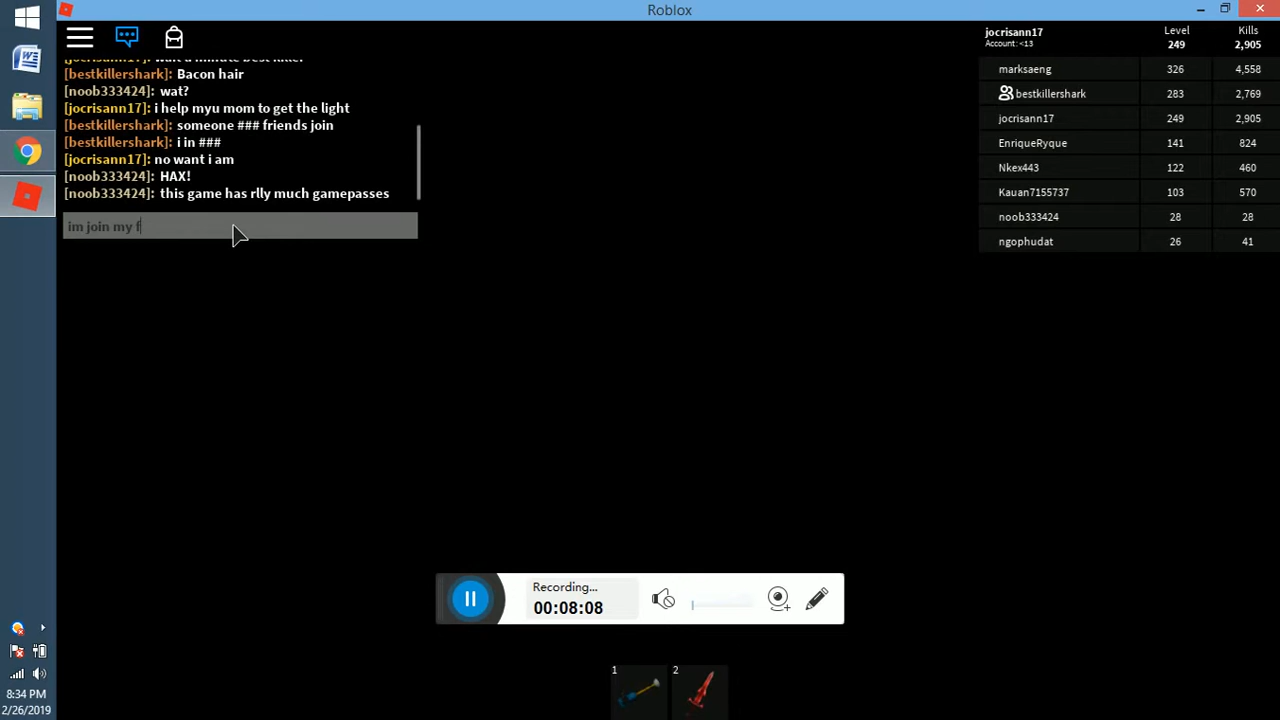 Roblox
jocrisann17
Account: <13
Level
249
Kills
2,905
[bestkillershark]: Bacon hair
[noob333424]: wat?
[jocrisann17]: i help myu mom to get the light
[bestkillershark]: someone ### friends join
[bestkillershark]: i in ###
[jocrisann17]: no want i am
[noob333424]: HAX!
[noob333424]: this game has rlly much gamepasses
im join my f
marksaeng 326 4,558
bestkillershark 283 2,769
jocrisann17 249 2,905
EnriqueRyque 141 824
Nkex443 122 460
Kauan7155737 103 570
noob333424 28 28
ngophudat 26 41
Recording...
00:08:08
1
2
8:34 PM
2/26/2019